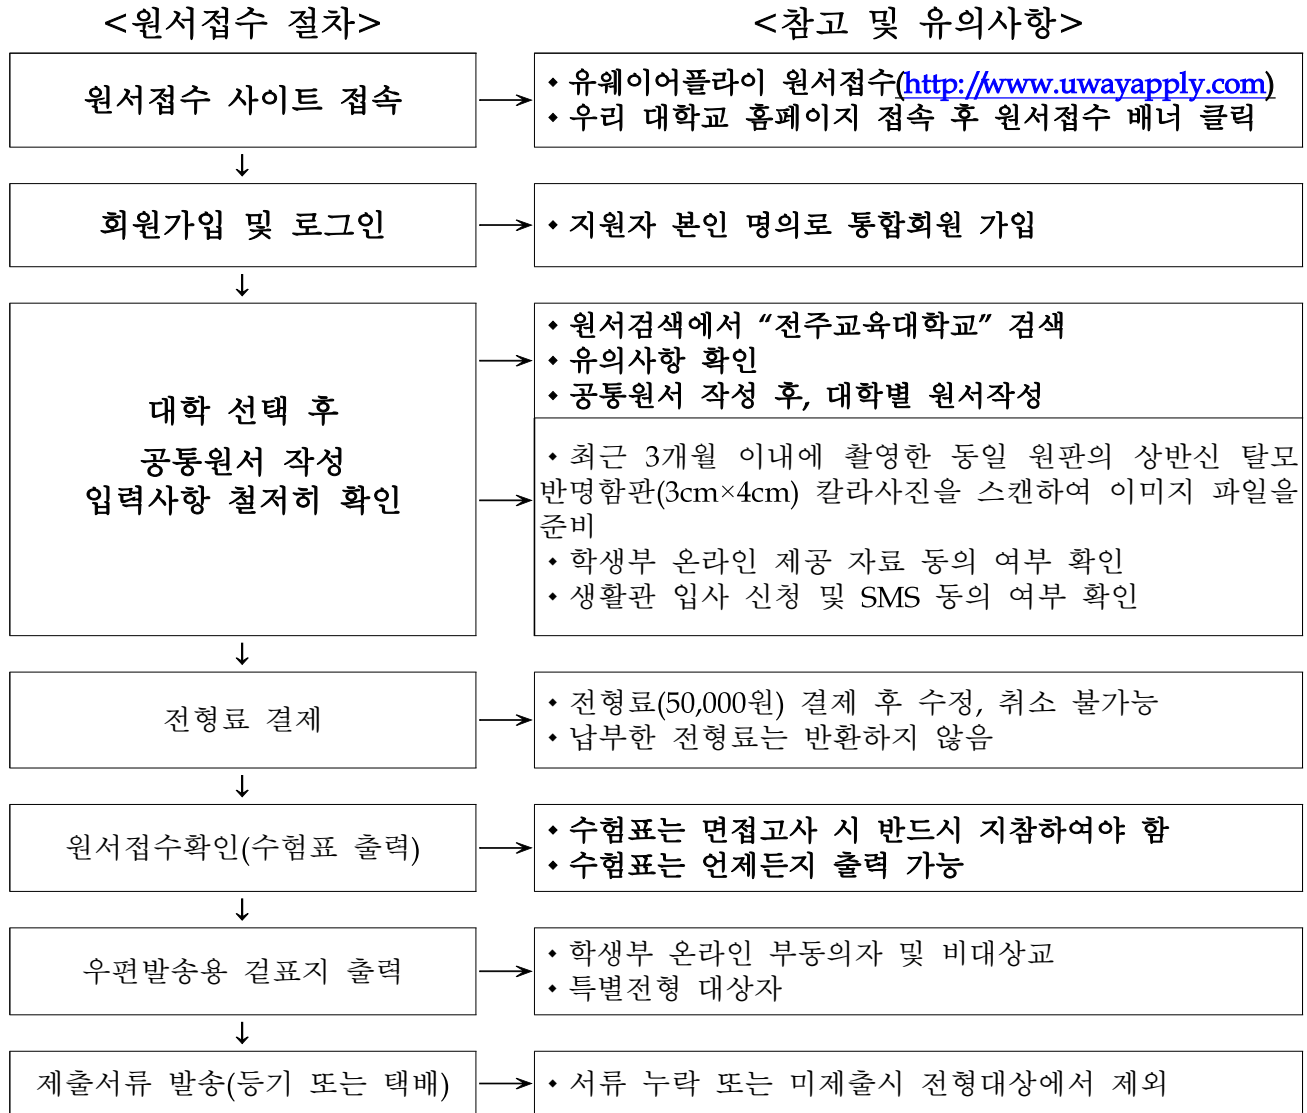 <원서접수 절차>
<참고 및 유의사항>
원서접수 사이트 접속
→
◆ 유웨이어플라이 원서접수(http://www.uwayapply.com)
◆ 우리 대학교 홈페이지 접속 후 원서접수 배너 클릭
↓
회원가입 및 로그인
→
◆ 지원자 본인 명의로 통합회원 가입
↓
대학 선택 후
공통원서 작성
입력사항 철저히 확인
→
◆ 원서검색에서 “전주교육대학교” 검색
◆ 유의사항 확인
◆ 공통원서 작성 후, 대학별 원서작성
→
◆ 최근 3개월 이내에 촬영한 동일 원판의 상반신 탈모
반명함판(3cm×4cm) 칼라사진을 스캔하여 이미지 파일을
준비
◆ 학생부 온라인 제공 자료 동의 여부 확인
◆ 생활관 입사 신청 및 SMS 동의 여부 확인
↓
전형료 결제
→
◆ 전형료(50,000원) 결제 후 수정, 취소 불가능
◆ 납부한 전형료는 반환하지 않음
↓
원서접수확인(수험표 출력)
→
◆ 수험표는 면접고사 시 반드시 지참하여야 함
◆ 수험표는 언제든지 출력 가능
↓
우편발송용 겉표지 출력
→
◆ 학생부 온라인 부동의자 및 비대상교
◆ 특별전형 대상자
↓
제출서류 발송(등기 또는 택배)
→
◆ 서류 누락 또는 미제출시 전형대상에서 제외